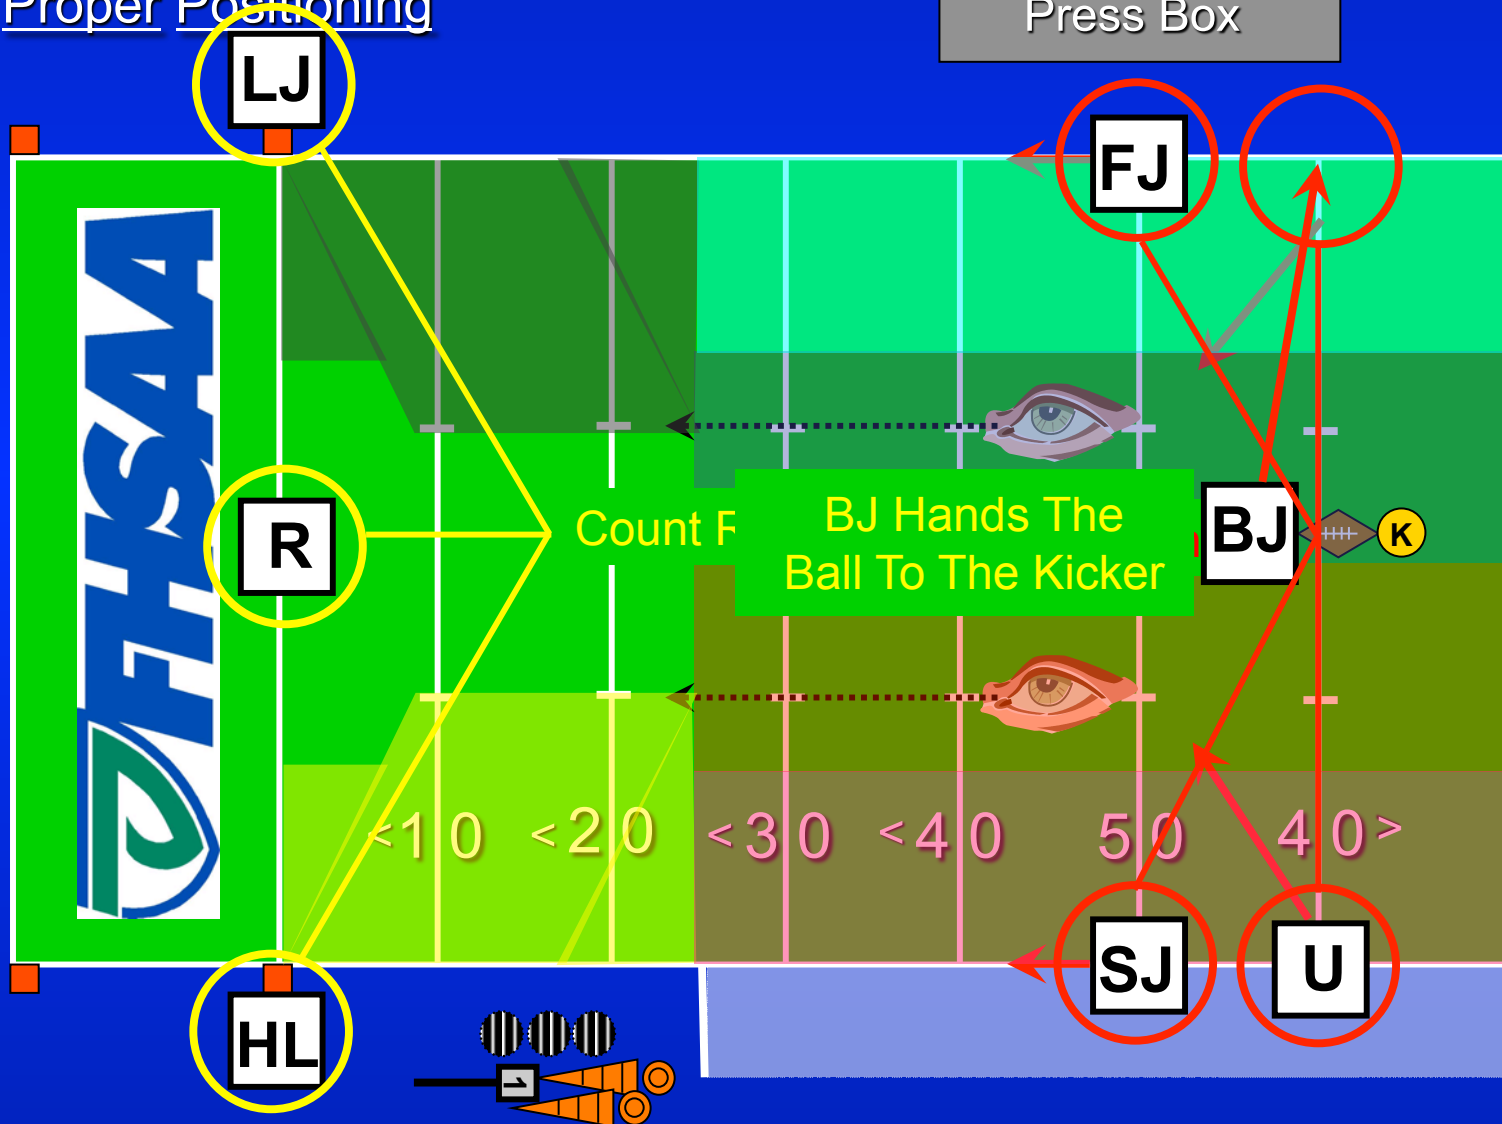 Proper Positioning
Press Box
LJ
FJ
FHSAA
Count R
BJ Hands The
Ball To The Kicker
R
BJ
K
<10 <20 <30 <40 50 40>
SJ
U
HL
1